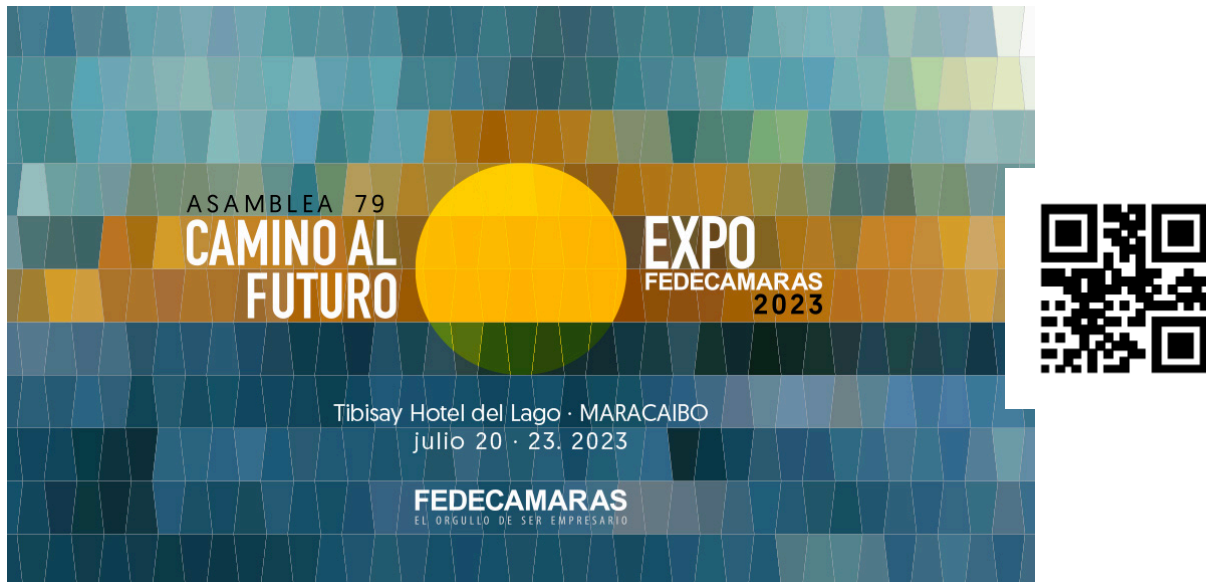 ASAMBLEA 79
CAMINO AL
FUTURO
EXPO
FEDECAMARAS
2023
Tibisay Hotel del Lago · MARACAIBO
julio 20 · 23. 2023
FEDECAMARAS
EL ORGULLO DE SER EMPRESARIO